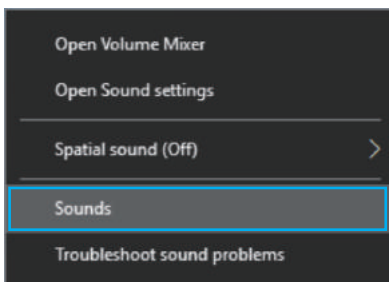 Open Volume Mixer
Open Sound settings
Spatial sound (Off)
Sounds
Troubleshoot sound problems